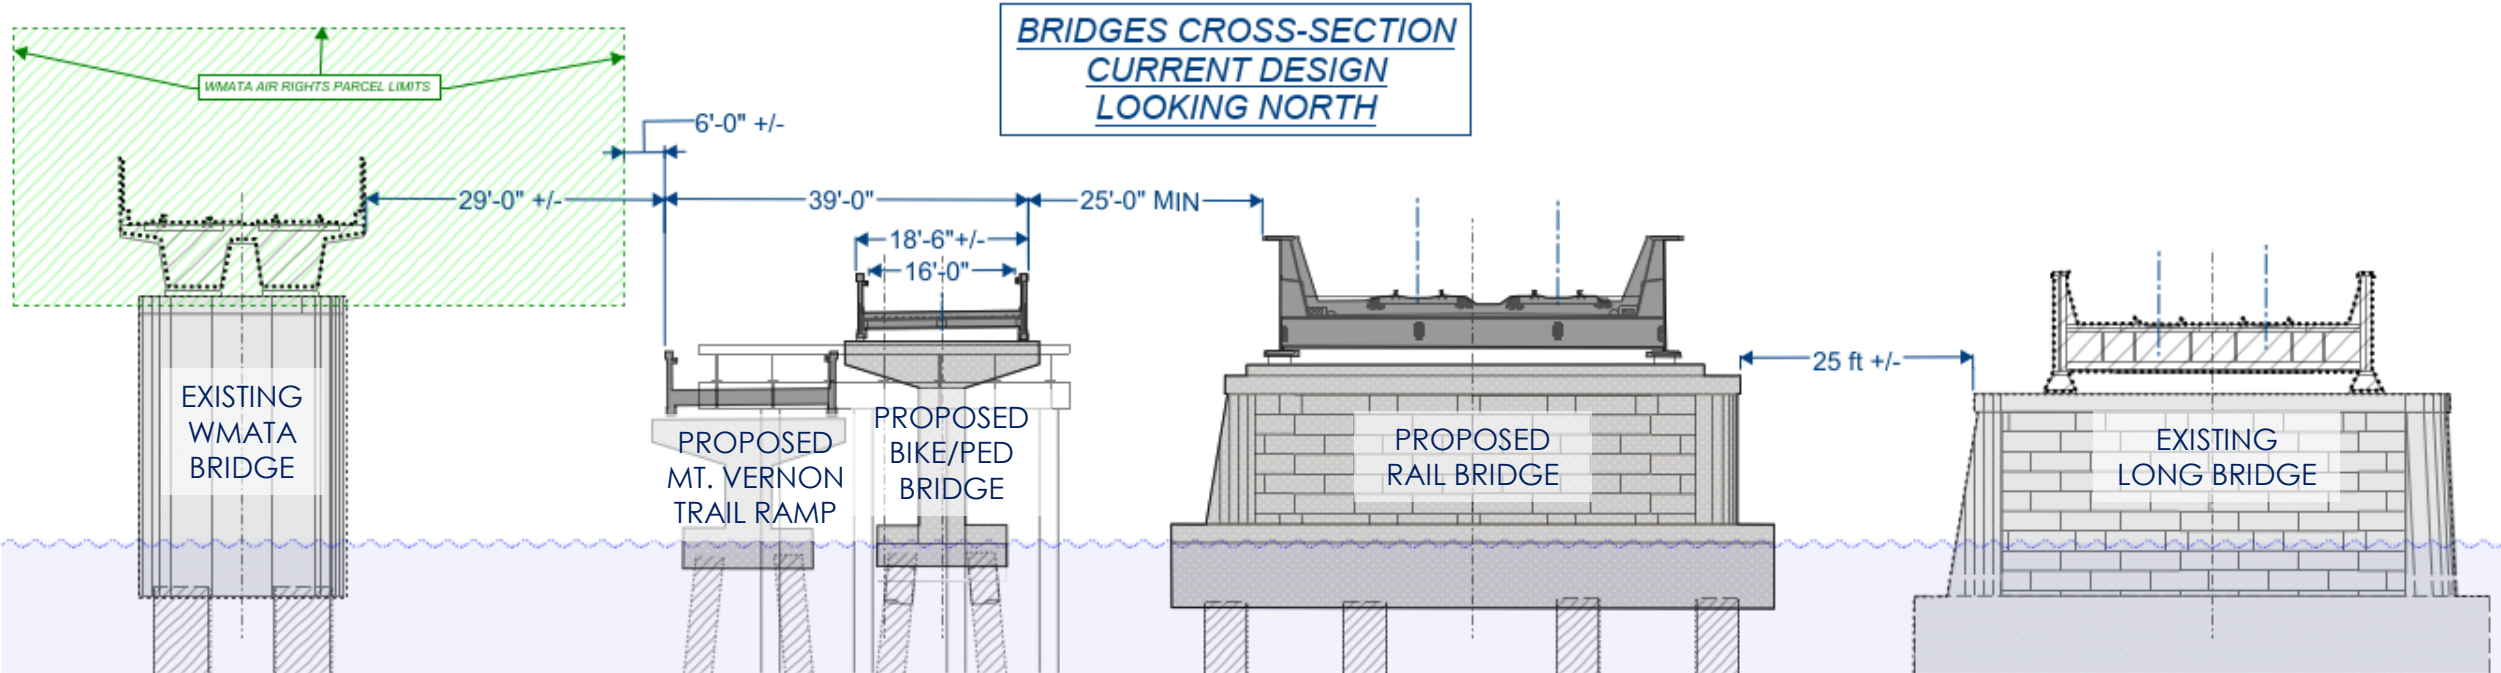 BRIDGES CROSS-SECTION
CURRENT DESIGN
LOOKING NORTH
WMATA AIR RIGHTS PARCEL LIMITS
6'-0" +/-
29'-0" +/-
39'-0"
25'-0" MIN
18'-6"+/-
16'-0"
25 ft +/-
EXISTING
WMATA
BRIDGE
PROPOSED
MT. VERNON
TRAIL RAMP
PROPOSED
BIKE/PED
BRIDGE
PROPOSED
RAIL BRIDGE
EXISTING
LONG BRIDGE